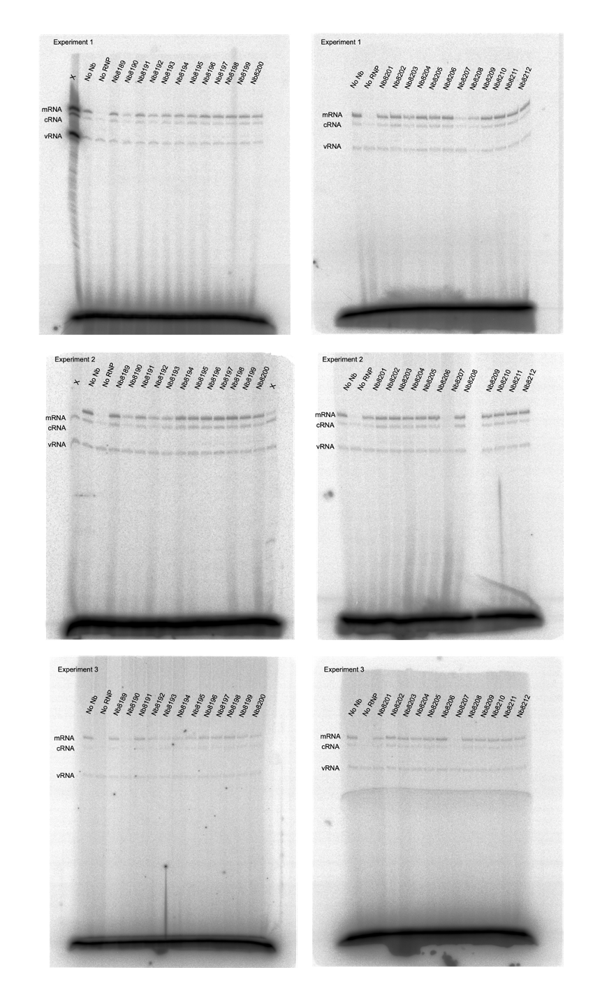 Experiment 1
X No Nb No RNP Nb8189 Nb8190 Nb8191 Nb8192 Nb8193 Nb8194 Nb8195 Nb8196 Nb8197 Nb8198 Nb8199 Nb8200
mRNA
cRNA
vRNA
Experiment 1
No Nb No RNP Nb8201 Nb8202 Nb8203 Nb8204 Nb8205 Nb8206 Nb8207 Nb8208 Nb8209 Nb8210 Nb8211 Nb8212
mRNA
cRNA
vRNA
Experiment 2
X No Nb No RNP Nb8189 Nb8190 Nb8191 Nb8192 Nb8193 Nb8194 Nb8195 Nb8196 Nb8197 Nb8198 Nb8199 Nb8200 X
mRNA
cRNA
vRNA
Experiment 2
No Nb No RNP Nb8201 Nb8202 Nb8203 Nb8204 Nb8205 Nb8206 Nb8207 Nb8208 Nb8209 Nb8210 Nb8211 Nb8212
mRNA
cRNA
vRNA
Experiment 3
No Nb No RNP Nb8189 Nb8190 Nb8191 Nb8192 Nb8193 Nb8194 Nb8195 Nb8196 Nb8197 Nb8198 Nb8199 Nb8200
mRNA
cRNA
vRNA
Experiment 3
No Nb No RNP Nb8201 Nb8202 Nb8203 Nb8204 Nb8205 Nb8206 Nb8207 Nb8208 Nb8209 Nb8210 Nb8211 Nb8212
mRNA
cRNA
vRNA